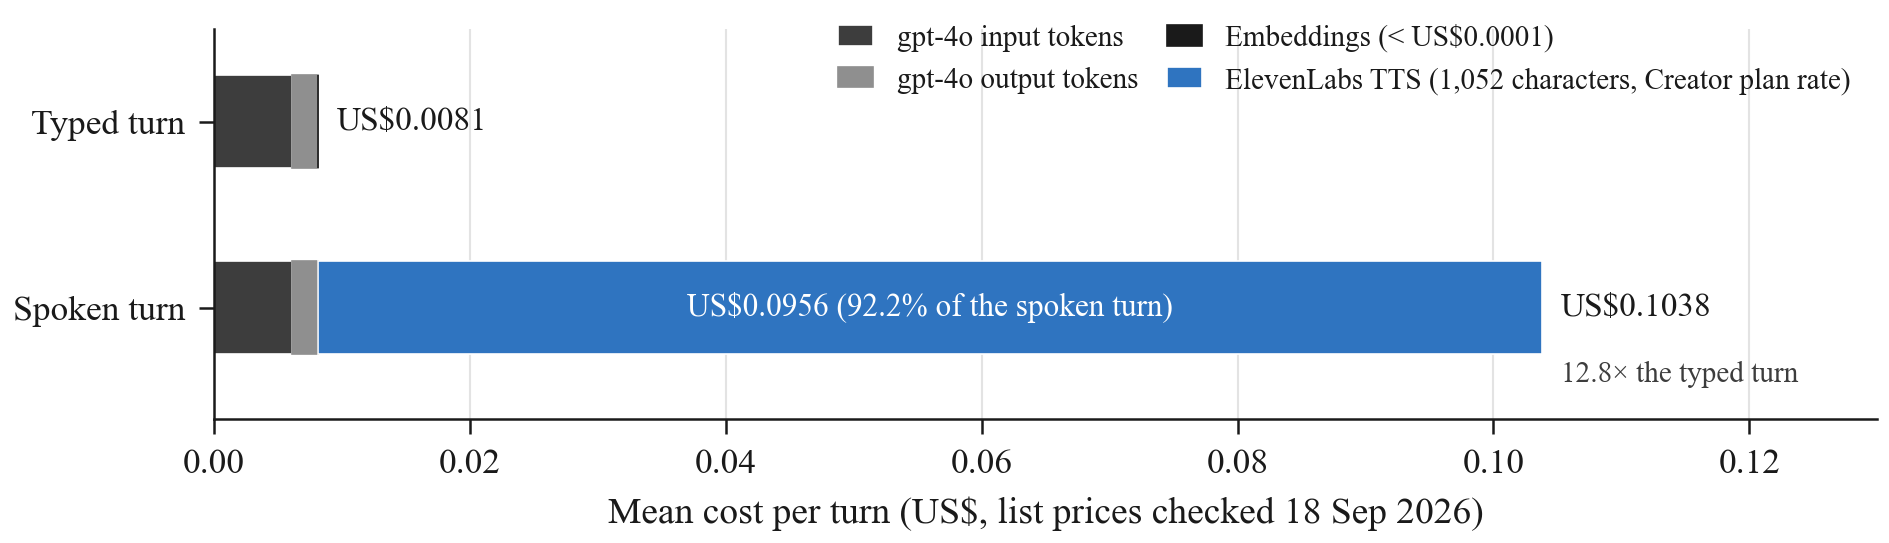 gpt-4o input tokens
gpt-4o output tokens
Embeddings (< US$0.0001)
ElevenLabs TTS (1,052 characters, Creator plan rate)
Typed turn
US$0.0081
Spoken turn
US$0.0956 (92.2% of the spoken turn)
US$0.1038
12.8× the typed turn
0.00
0.02
0.04
0.06
0.08
0.10
0.12
Mean cost per turn (US$, list prices checked 18 Sep 2026)